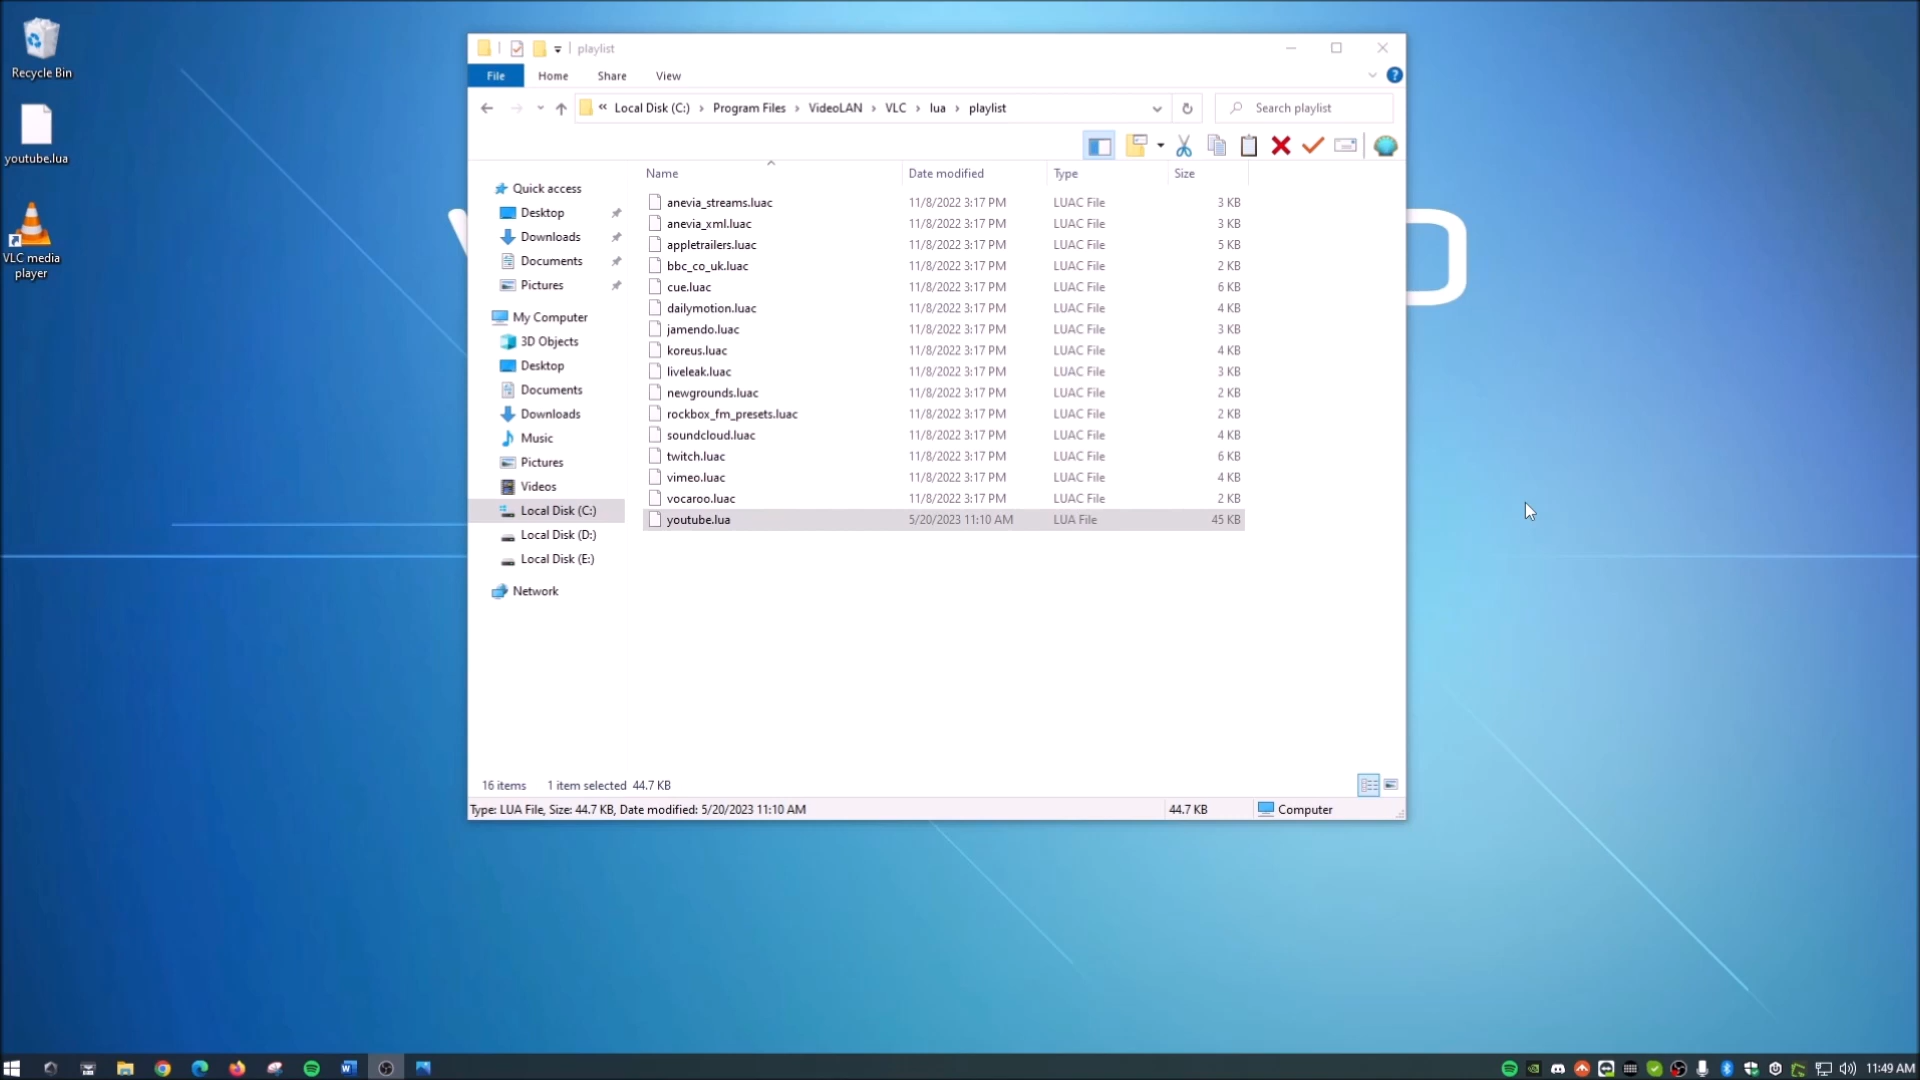 Recycle Bin
youtube.lua
VLC media
player
playlist
File Home Share View
« Local Disk (C:) › Program Files › VideoLAN › VLC › lua › playlist
Search playlist
Name Date modified Type Size
Quick access
Desktop
Downloads
Documents
Pictures
My Computer
3D Objects
Desktop
Documents
Downloads
Music
Pictures
Videos
Local Disk (C:)
Local Disk (D:)
Local Disk (E:)
Network
anevia_streams.luac 11/8/2022 3:17 PM LUAC File 3 KB
anevia_xml.luac 11/8/2022 3:17 PM LUAC File 3 KB
appletrailers.luac 11/8/2022 3:17 PM LUAC File 5 KB
bbc_co_uk.luac 11/8/2022 3:17 PM LUAC File 2 KB
cue.luac 11/8/2022 3:17 PM LUAC File 6 KB
dailymotion.luac 11/8/2022 3:17 PM LUAC File 4 KB
jamendo.luac 11/8/2022 3:17 PM LUAC File 3 KB
koreus.luac 11/8/2022 3:17 PM LUAC File 4 KB
liveleak.luac 11/8/2022 3:17 PM LUAC File 3 KB
newgrounds.luac 11/8/2022 3:17 PM LUAC File 2 KB
rockbox_fm_presets.luac 11/8/2022 3:17 PM LUAC File 2 KB
soundcloud.luac 11/8/2022 3:17 PM LUAC File 4 KB
twitch.luac 11/8/2022 3:17 PM LUAC File 6 KB
vimeo.luac 11/8/2022 3:17 PM LUAC File 4 KB
vocaroo.luac 11/8/2022 3:17 PM LUAC File 2 KB
youtube.lua 5/20/2023 11:10 AM LUA File 45 KB
16 items 1 item selected 44.7 KB
Type: LUA File, Size: 44.7 KB, Date modified: 5/20/2023 11:10 AM 44.7 KB Computer
11:49 AM